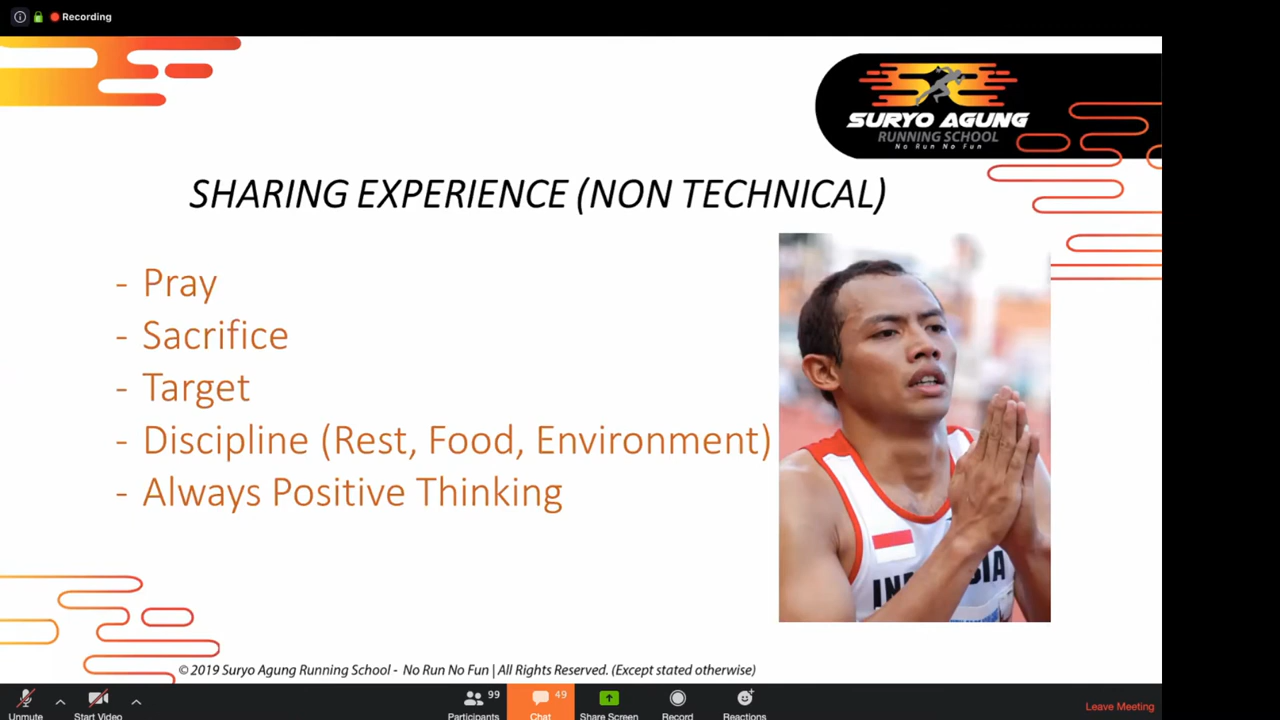 Recording
SURYO AGUNG
RUNNING SCHOOL
No Run No Fun
SHARING EXPERIENCE (NON TECHNICAL)
- Pray
- Sacrifice
- Target
- Discipline (Rest, Food, Environment)
- Always Positive Thinking
INDONESIA
© 2019 Suryo Agung Running School - No Run No Fun | All Rights Reserved. (Except stated otherwise)
99
49
Unmute
Start Video
Participants
Chat
Share Screen
Record
Reactions
Leave Meeting